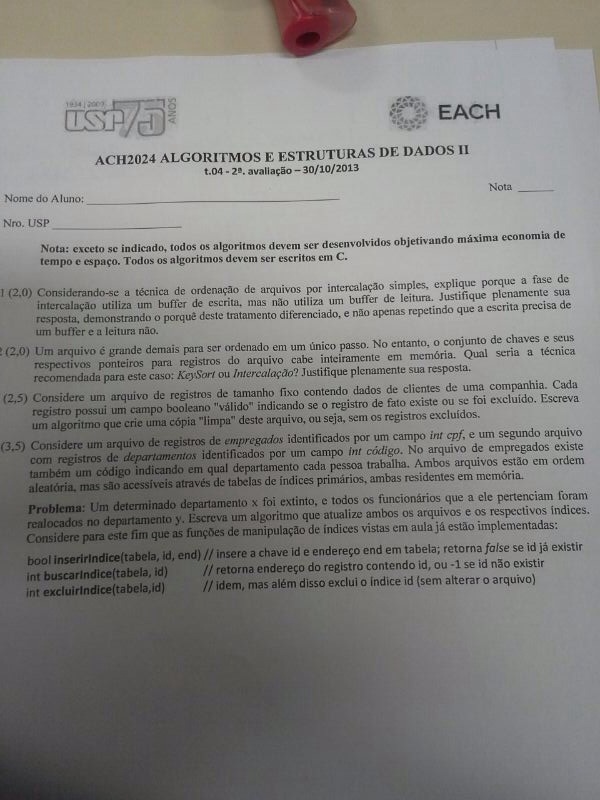 1934 | 2009
USP 75 ANOS
EACH
ACH2024 ALGORITMOS E ESTRUTURAS DE DADOS II
t.04 - 2ª. avaliação – 30/10/2013
Nome do Aluno: ____________________ Nota ______
Nro. USP ____________________
Nota: exceto se indicado, todos os algoritmos devem ser desenvolvidos objetivando máxima economia de
tempo e espaço. Todos os algoritmos devem ser escritos em C.
1 (2,0) Considerando-se a técnica de ordenação de arquivos por intercalação simples, explique porque a fase de
intercalação utiliza um buffer de escrita, mas não utiliza um buffer de leitura. Justifique plenamente sua
resposta, demonstrando o porquê deste tratamento diferenciado, e não apenas repetindo que a escrita precisa de
um buffer e a leitura não.
2 (2,0) Um arquivo é grande demais para ser ordenado em um único passo. No entanto, o conjunto de chaves e seus
respectivos ponteiros para registros do arquivo cabe inteiramente em memória. Qual seria a técnica
recomendada para este caso: KeySort ou Intercalação? Justifique plenamente sua resposta.
(2,5) Considere um arquivo de registros de tamanho fixo contendo dados de clientes de uma companhia. Cada
registro possui um campo booleano "válido" indicando se o registro de fato existe ou se foi excluído. Escreva
um algoritmo que crie uma cópia "limpa" deste arquivo, ou seja, sem os registros excluídos.
(3,5) Considere um arquivo de registros de empregados identificados por um campo int cpf, e um segundo arquivo
com registros de departamentos identificados por um campo int código. No arquivo de empregados existe
também um código indicando em qual departamento cada pessoa trabalha. Ambos arquivos estão em ordem
aleatória, mas são acessíveis através de tabelas de índices primários, ambas residentes em memória.
Problema: Um determinado departamento x foi extinto, e todos os funcionários que a ele pertenciam foram
realocados no departamento y. Escreva um algoritmo que atualize ambos os arquivos e os respectivos índices.
Considere para este fim que as funções de manipulação de índices vistas em aula já estão implementadas:
bool inserirIndice(tabela, id, end) // insere a chave id e endereço end em tabela; retorna false se id já existir
int buscarIndice(tabela, id) // retorna endereço do registro contendo id, ou -1 se id não existir
int excluirIndice(tabela,id) // idem, mas além disso exclui o índice id (sem alterar o arquivo)